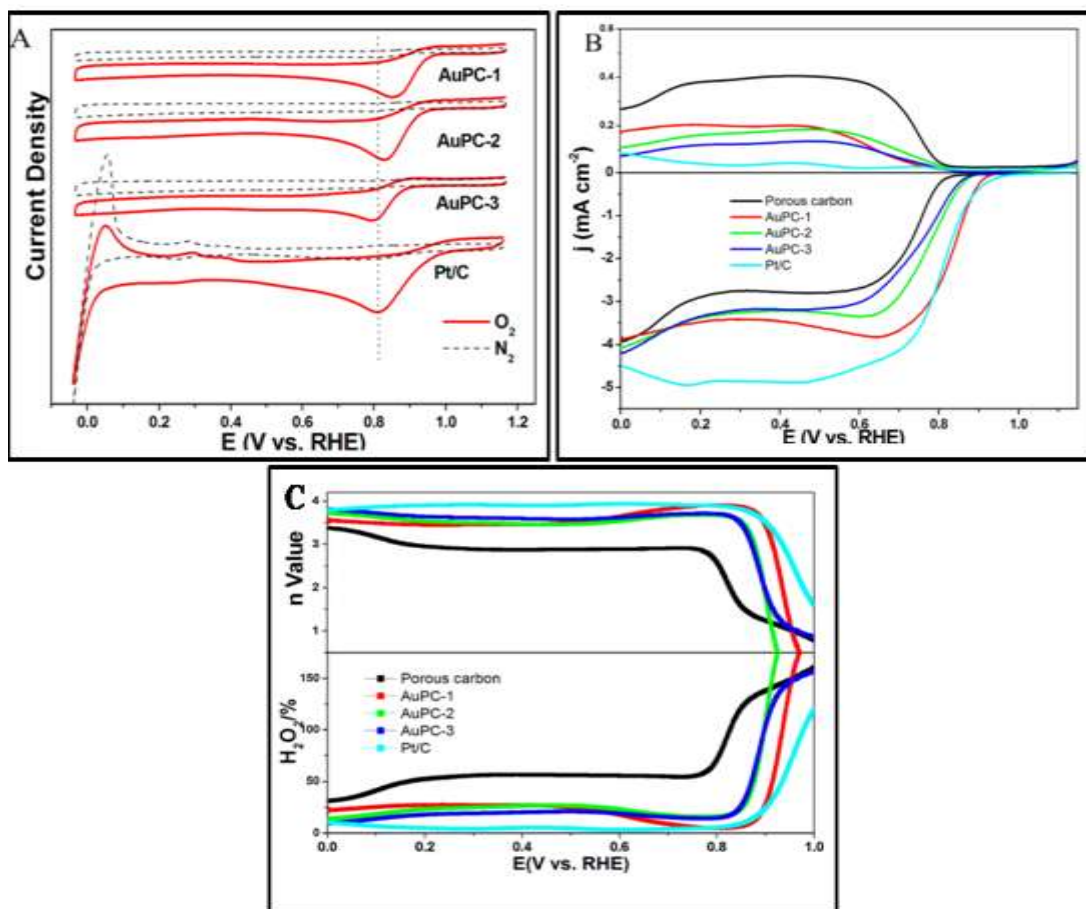 A
Current Density
AuPC-1
AuPC-2
AuPC-3
Pt/C
O2
N2
0.0 0.2 0.4 0.6 0.8 1.0 1.2
E (V vs. RHE)
B
j (mA cm-2)
0.4
0.2
0
-1
-2
-3
-4
-5
Porous carbon
AuPC-1
AuPC-2
AuPC-3
Pt/C
0.0 0.2 0.4 0.6 0.8 1.0
E (V vs. RHE)
C
n Value
4
3
2
1
H2O2/%
150
100
50
0
Porous carbon
AuPC-1
AuPC-2
AuPC-3
Pt/C
0.0 0.2 0.4 0.6 0.8 1.0
E(V vs. RHE)